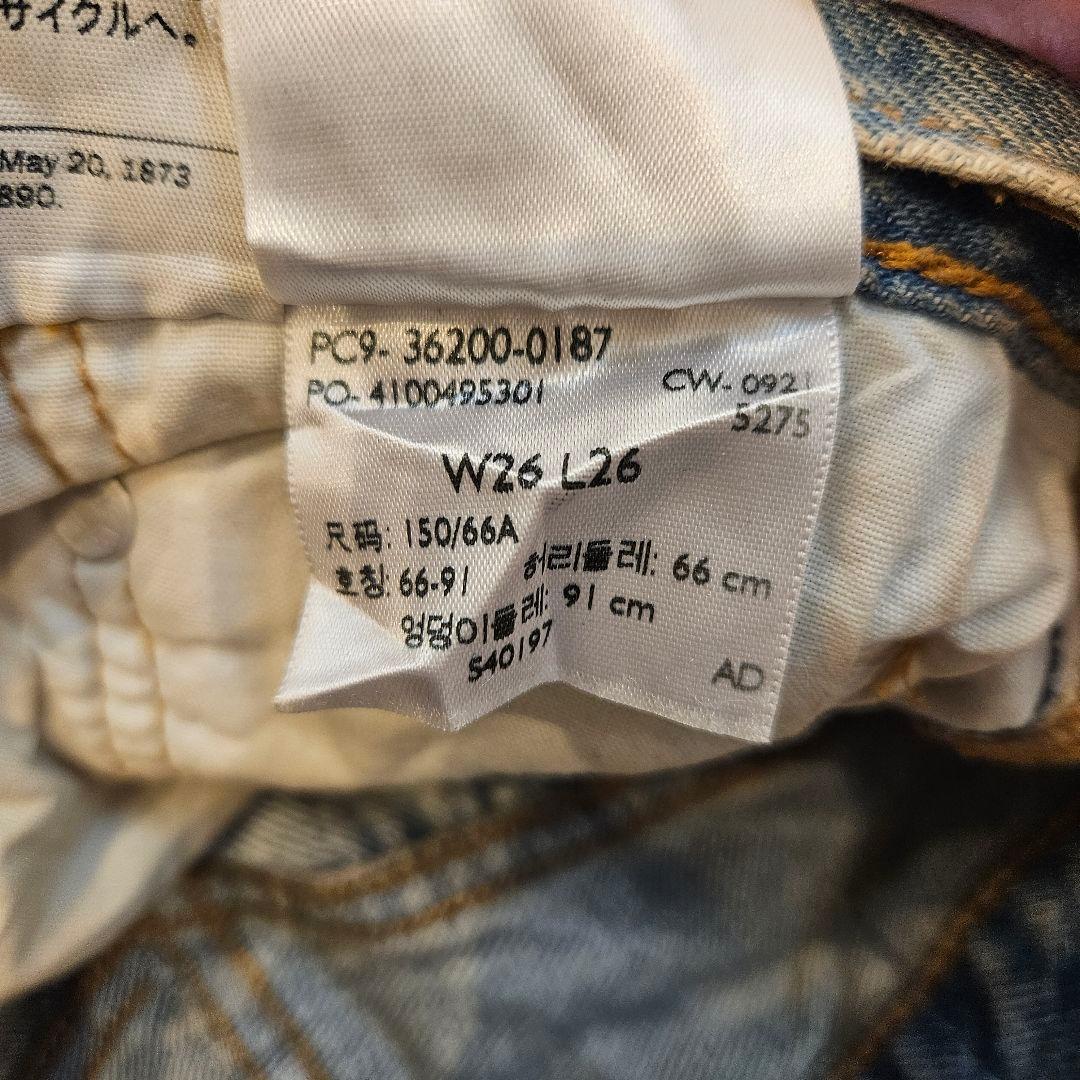 サイクルへ。
May 20, 1873
890.
PC9- 36200-0187
PO- 4100495301 CW- 0921
5275
W26 L26
尺码: 150/66A
호칭: 66-91 허리둘레: 66 cm
엉덩이둘레: 91 cm
S40197
AD